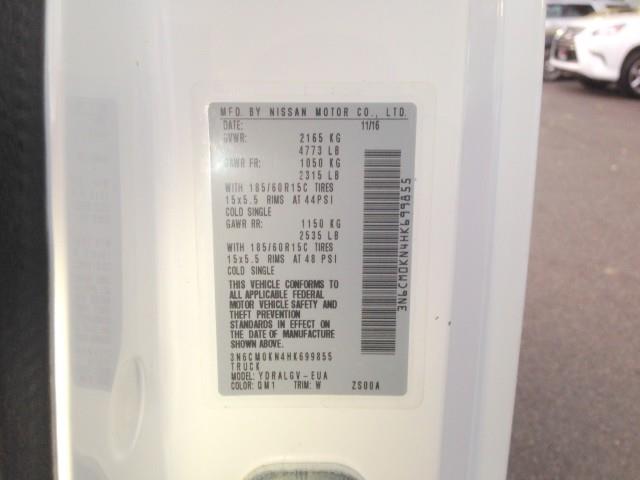 MFD. BY NISSAN MOTOR CO., LTD.
DATE: 11/16
GVWR: 2165 KG
4773 LB
GAWR FR: 1050 KG
2315 LB
WITH 185/60R15C TIRES
15x5.5 RIMS AT 44PSI
COLD SINGLE
GAWR RR: 1150 KG
2535 LB
WITH 185/60R15C TIRES
15x5.5 RIMS AT 48 PSI
COLD SINGLE
THIS VEHICLE CONFORMS TO
ALL APPLICABLE FEDERAL
MOTOR VEHICLE SAFETY AND
THEFT PREVENTION
STANDARDS IN EFFECT ON
THE DATE OF MANUFACTURE
SHOWN ABOVE.
3N6CM0KN4HK699855
TRUCK
MODEL: YDRALGV-EUA
COLOR: QM1 TRIM: W ZS00A
3N6CM0KN4HK699855